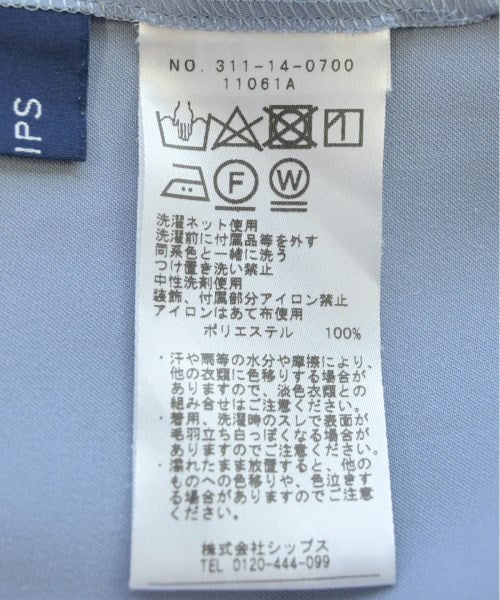 NO. 311-14-0700
11061A
F
W
洗濯ネット使用
洗濯前に付属品等を外す
同系色と一緒に洗う
つけ置き洗い禁止
中性洗剤使用
装飾、付属部分アイロン禁止
アイロンはあて布使用
ポリエステル 100%
・汗や雨等の水分や摩擦により、
他の衣類に色移りする場合が
ありますので、淡色衣類との
組み合せはご注意ください。
・着用、洗濯時のスレで表面が
毛羽立ち白っぽくなる場合が
ありますのでご注意ください。
・濡れたまま放置すると、他の
ものへの色移りや、色泣きす
る場合がありますのでご注意
ください。
株式会社シップス
TEL 0120-444-099
IPS